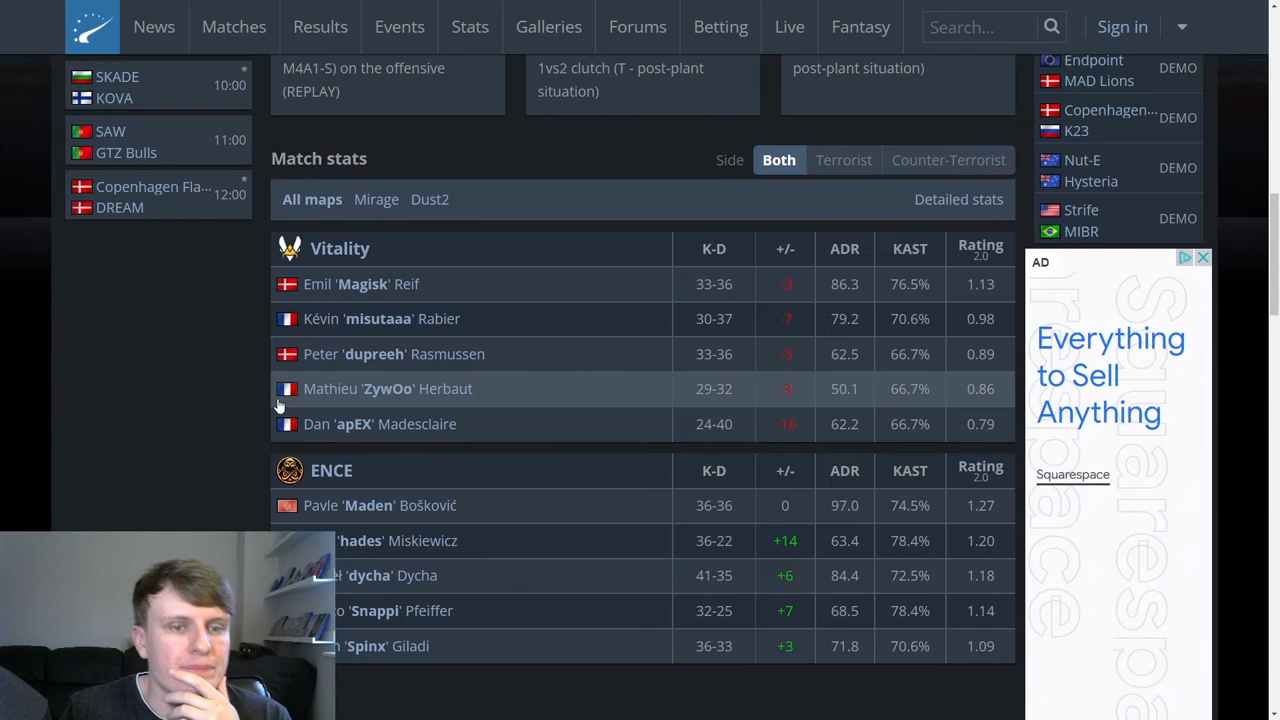 News Matches Results Events Stats Galleries Forums Betting Live Fantasy Search... Sign in
SKADE
KOVA
10:00
SAW
GTZ Bulls
11:00
Copenhagen Fla...
DREAM
12:00
M4A1-S) on the offensive
(REPLAY)
1vs2 clutch (T - post-plant
situation)
post-plant situation)
Match stats
Side Both Terrorist Counter-Terrorist
All maps Mirage Dust2 Detailed stats
Vitality K-D +/- ADR KAST Rating 2.0
Emil 'Magisk' Reif 33-36 -3 86.3 76.5% 1.13
Kévin 'misutaaa' Rabier 30-37 -7 79.2 70.6% 0.98
Peter 'dupreeh' Rasmussen 33-36 -3 62.5 66.7% 0.89
Mathieu 'ZywOo' Herbaut 29-32 -3 50.1 66.7% 0.86
Dan 'apEX' Madesclaire 24-40 -16 62.2 66.7% 0.79
ENCE K-D +/- ADR KAST Rating 2.0
Pavle 'Maden' Bošković 36-36 0 97.0 74.5% 1.27
'hades' Miskiewicz 36-22 +14 63.4 78.4% 1.20
'dycha' Dycha 41-35 +6 84.4 72.5% 1.18
'Snappi' Pfeiffer 32-25 +7 68.5 78.4% 1.14
'Spinx' Giladi 36-33 +3 71.8 70.6% 1.09
Endpoint
MAD Lions
DEMO
Copenhagen...
K23
DEMO
Nut-E
Hysteria
DEMO
Strife
MIBR
DEMO
AD
Everything
to Sell
Anything
Squarespace